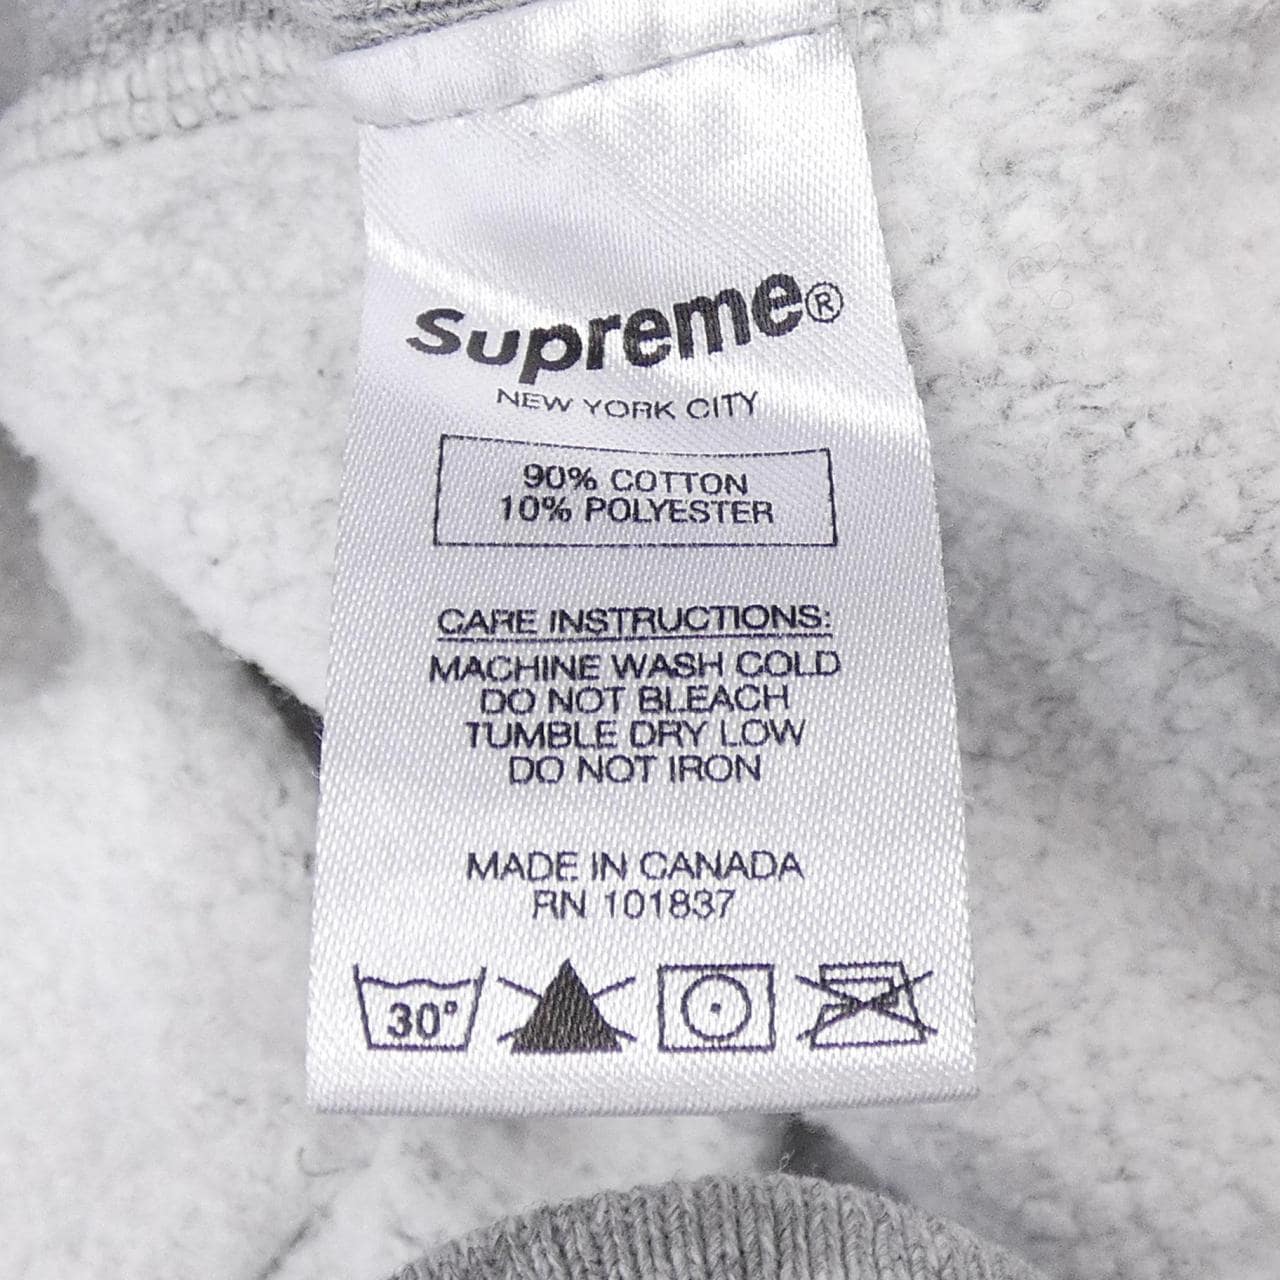 Supreme®
NEW YORK CITY
90% COTTON
10% POLYESTER
CARE INSTRUCTIONS:
MACHINE WASH COLD
DO NOT BLEACH
TUMBLE DRY LOW
DO NOT IRON
MADE IN CANADA
RN 101837
30°